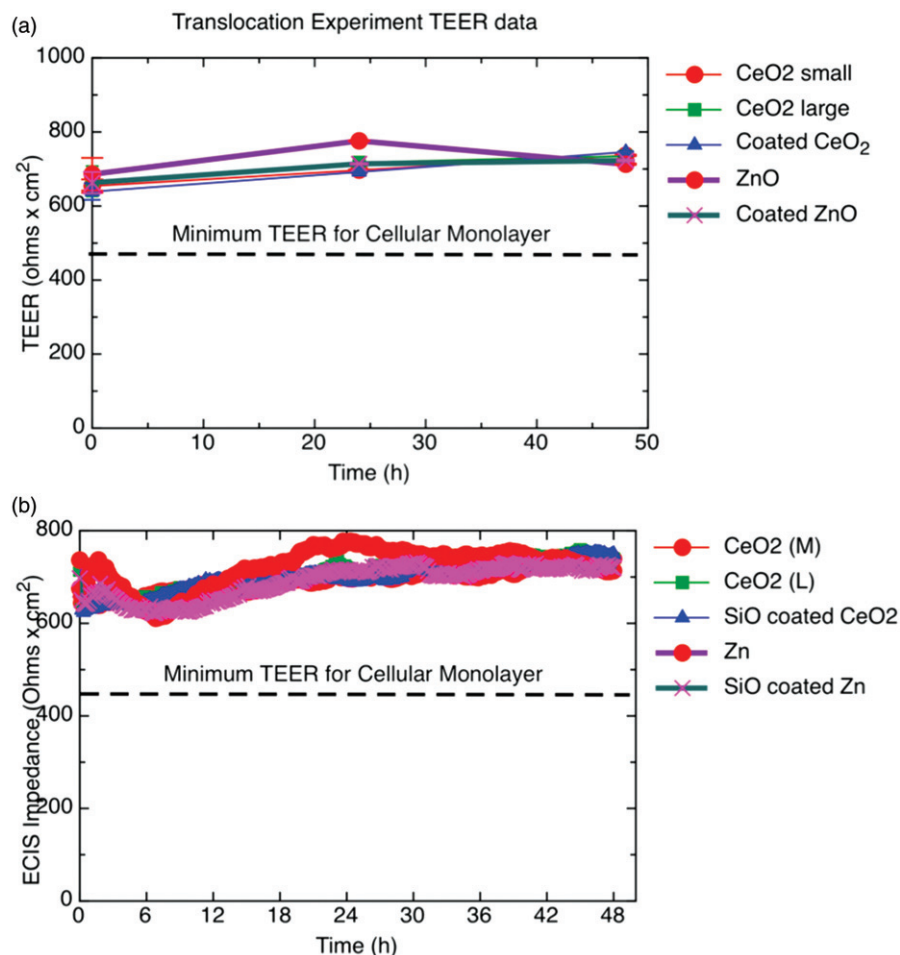 (a)
Translocation Experiment TEER data
TEER (ohms x cm2)
1000
800
600
400
200
0
Minimum TEER for Cellular Monolayer
0 10 20 30 40 50
Time (h)
CeO2 small
CeO2 large
Coated CeO2
ZnO
Coated ZnO
(b)
ECIS Impedance (Ohms x cm2)
800
600
400
200
0
Minimum TEER for Cellular Monolayer
0 6 12 18 24 30 36 42 48
Time (h)
CeO2 (M)
CeO2 (L)
SiO coated CeO2
Zn
SiO coated Zn